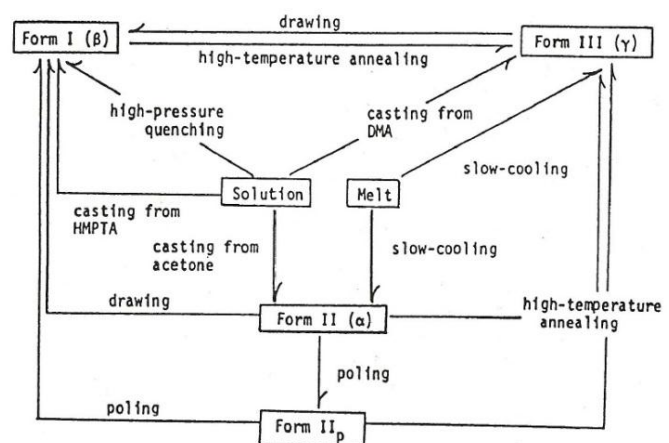 drawing
Form I (β)
Form III (γ)
high-temperature annealing
high-pressure
quenching
casting from
DMA
slow-cooling
Solution
Melt
casting from
HMPTA
casting from
acetone
slow-cooling
drawing
Form II (α)
high-temperature
annealing
poling
poling
Form IIp